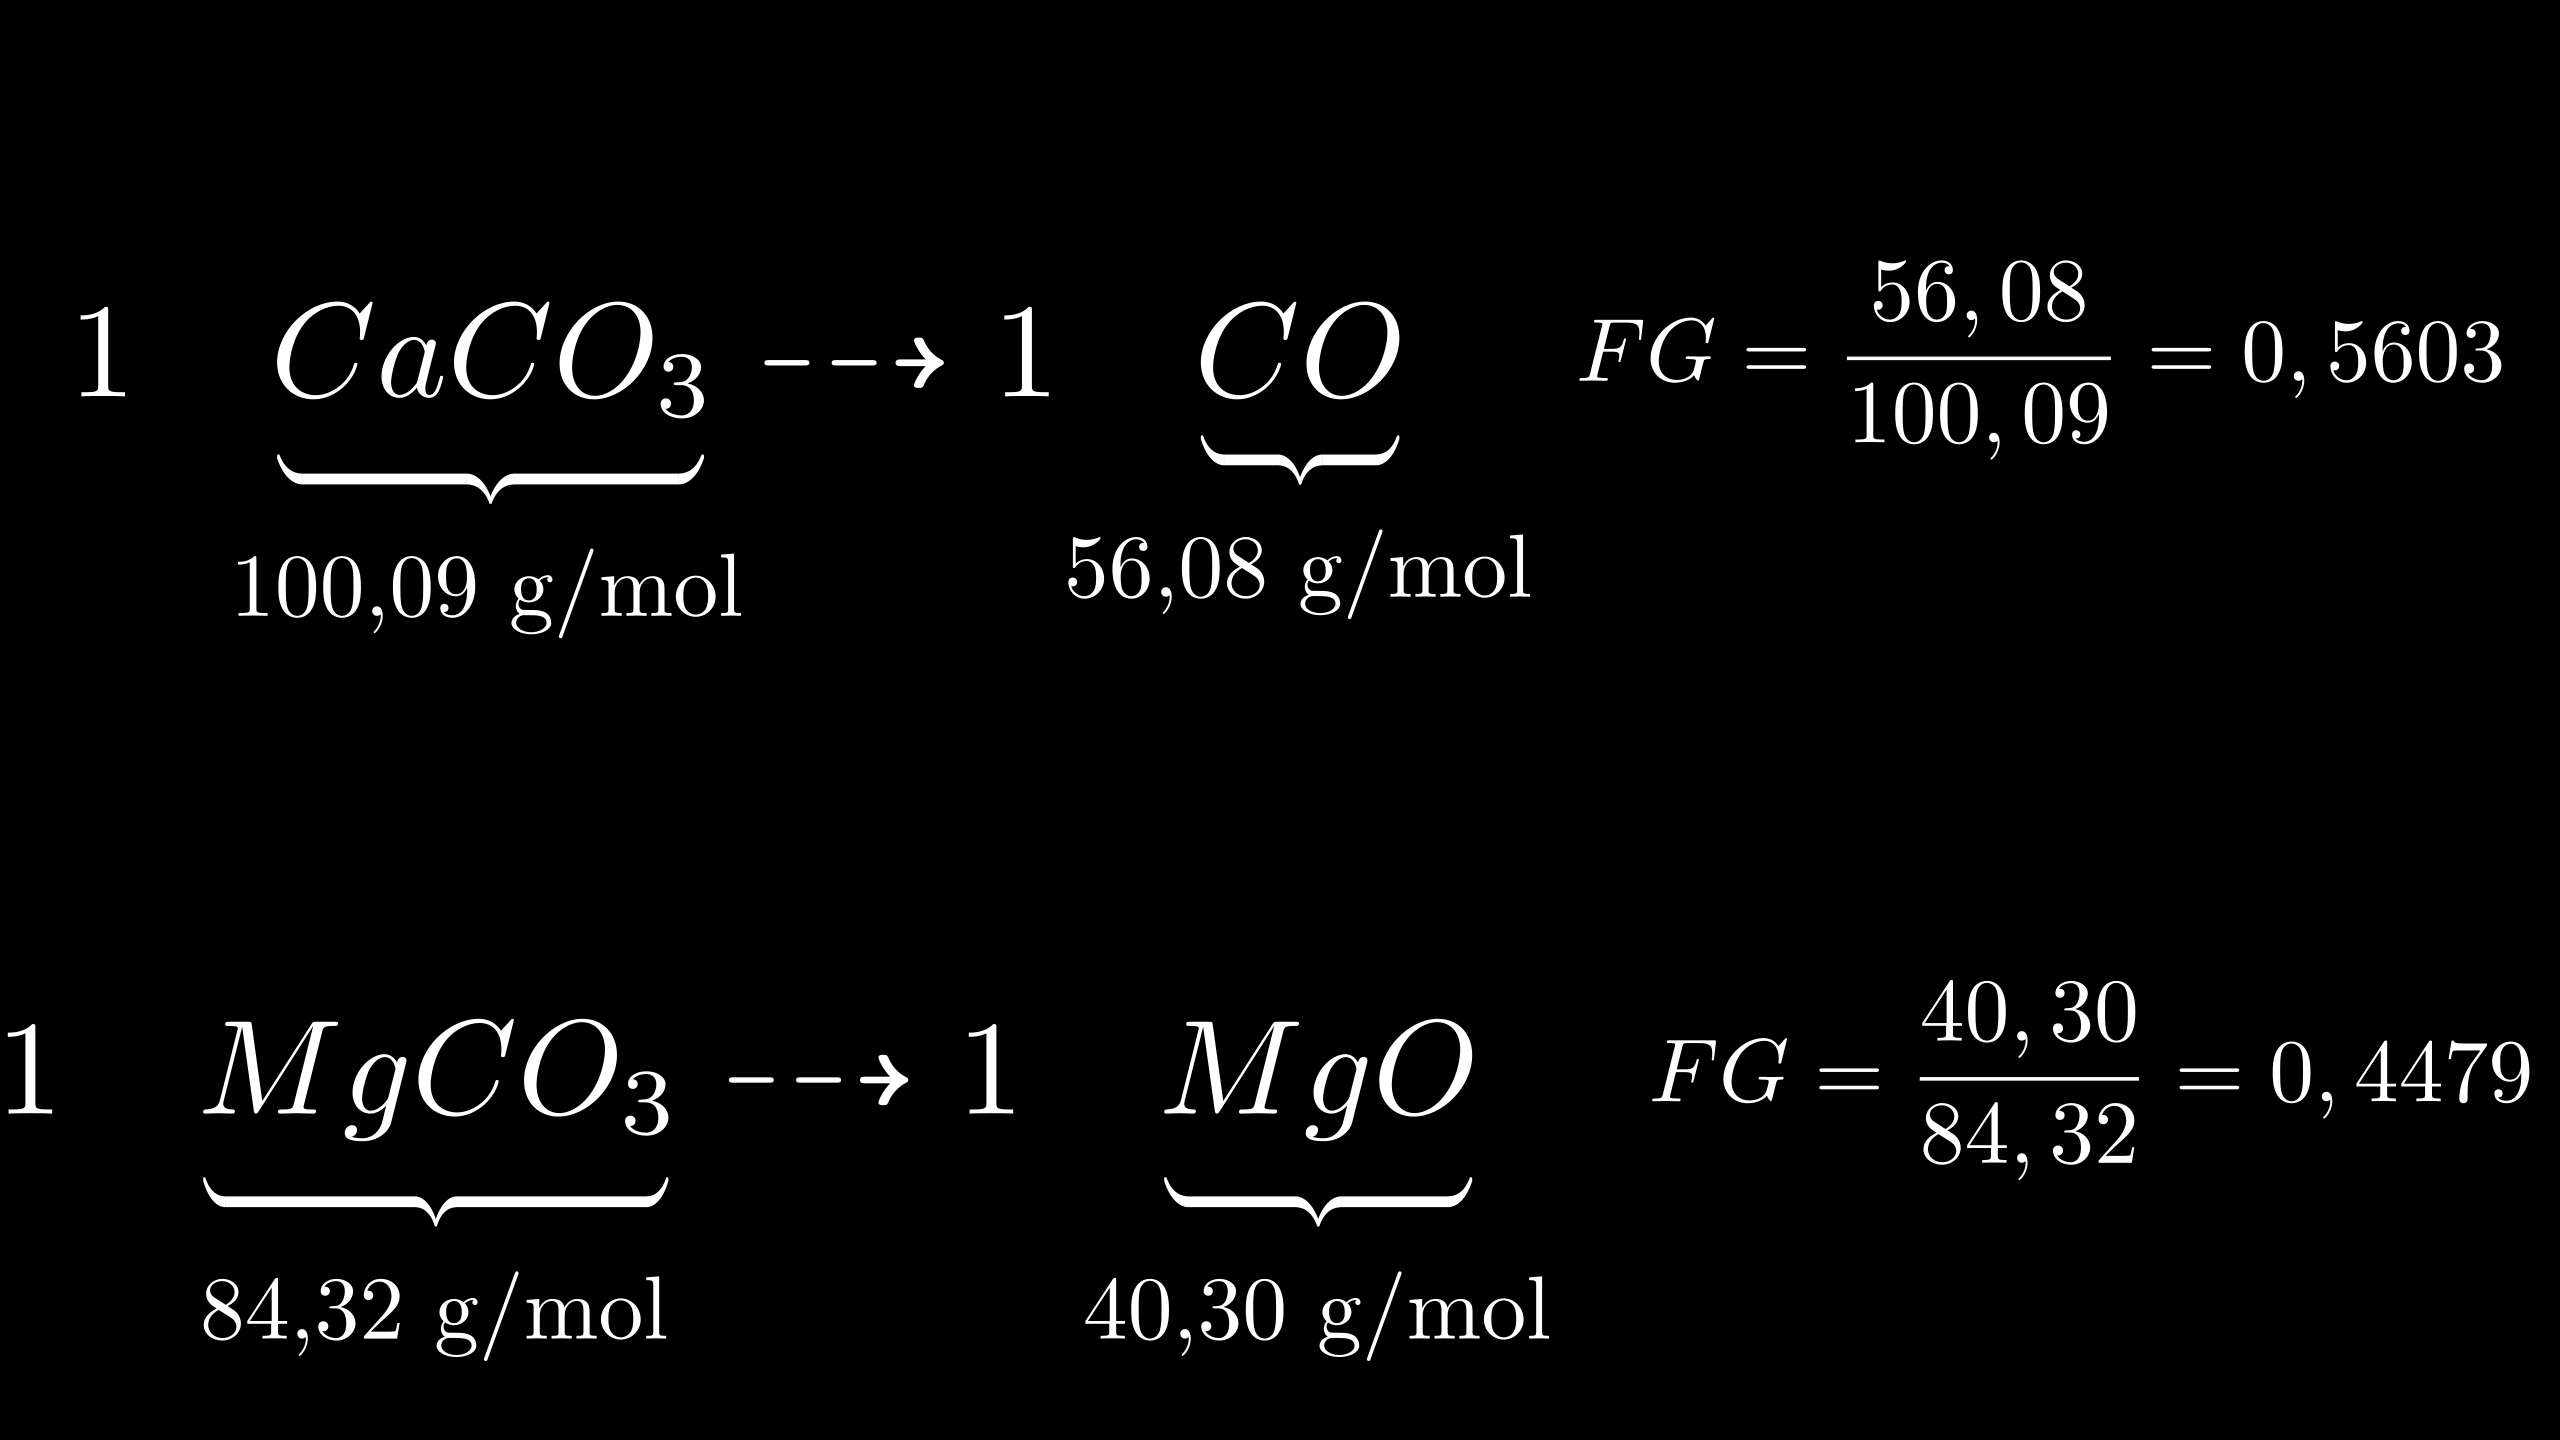 1 CaCO₃ --→ 1 CO FG = 56,08/100,09 = 0,5603
100,09 g/mol 56,08 g/mol
1 MgCO₃ --→ 1 MgO FG = 40,30/84,32 = 0,4479
84,32 g/mol 40,30 g/mol